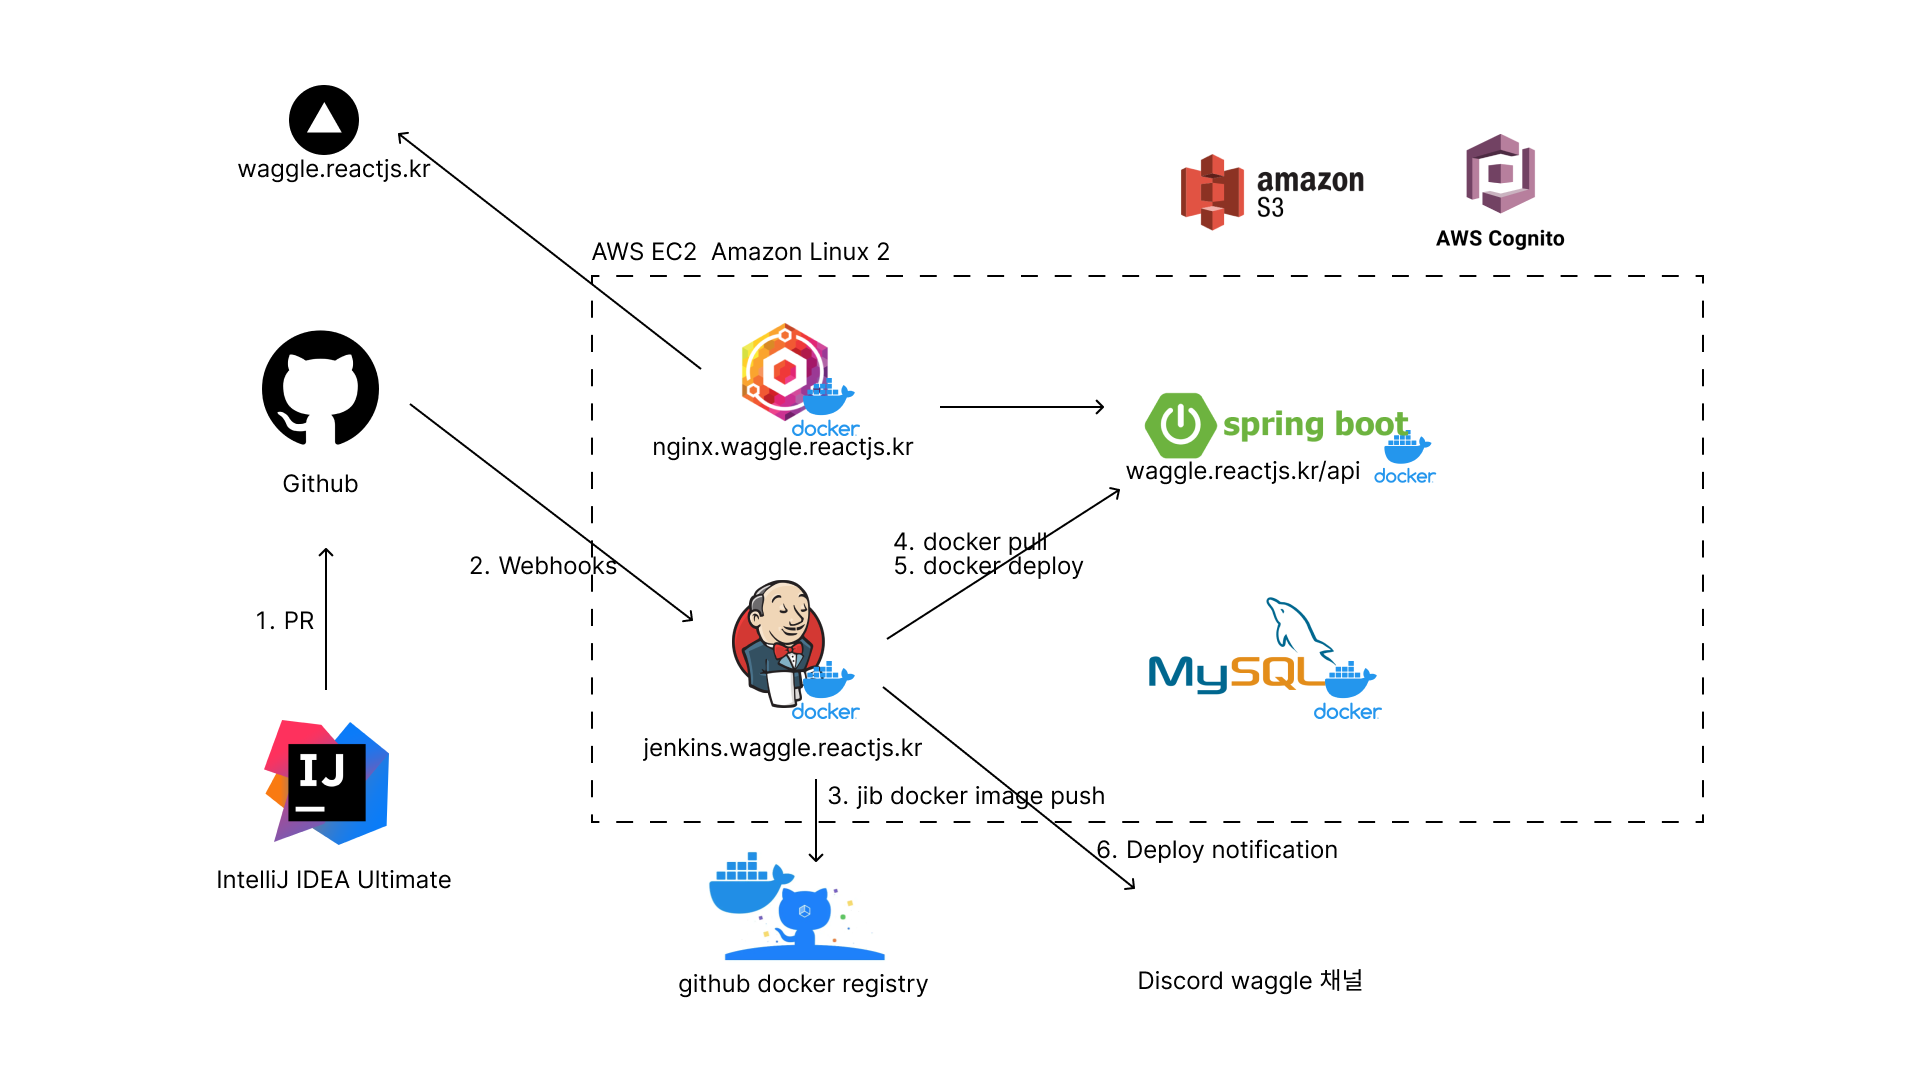 waggle.reactjs.kr
amazon
S3
AWS Cognito
AWS EC2  Amazon Linux 2
docker
nginx.waggle.reactjs.kr
spring boot
waggle.reactjs.kr/api
docker
Github
4. docker pull
5. docker deploy
2. Webhooks
1. PR
MySQL
docker
docker
jenkins.waggle.reactjs.kr
IJ
3. jib docker image push
6. Deploy notification
IntelliJ IDEA Ultimate
github docker registry
Discord waggle 채널